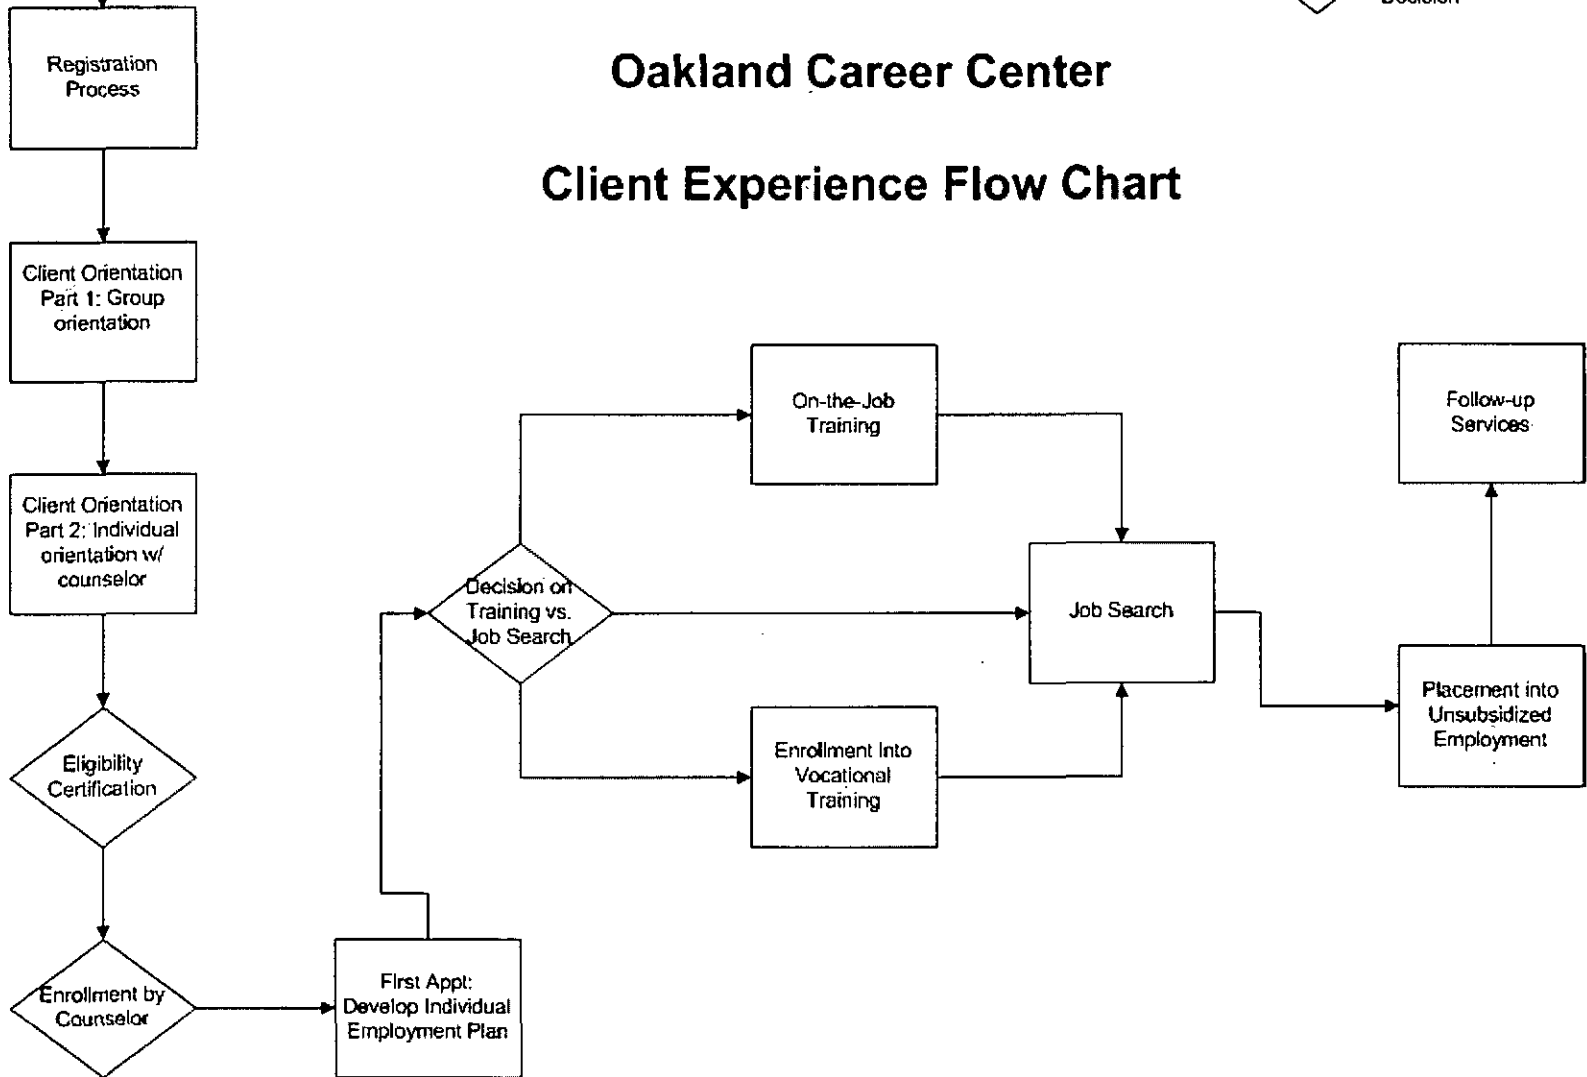 Decision
Oakland Career Center
Client Experience Flow Chart
Registration
Process
Client Orientation
Part 1: Group
orientation
Client Orientation
Part 2: Individual
orientation w/
counselor
Eligibility
Certification
Enrollment by
Counselor
First Appt:
Develop Individual
Employment Plan
Decision on
Training vs.
Job Search
On-the-Job
Training
Enrollment Into
Vocational
Training
Job Search
Placement into
Unsubsidized
Employment
Follow-up
Services